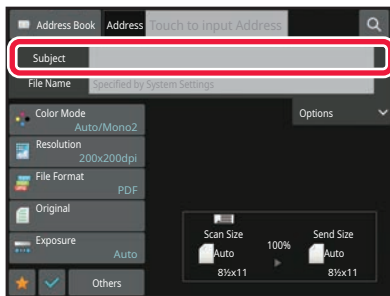 Address Book Address Touch to input Address
Subject
File Name Specified by System Settings
Color Mode
Auto/Mono2
Options
Resolution
200x200dpi
File Format
PDF
Original
Exposure
Auto
Scan Size
100%
Send Size
Auto
Auto
8½x11
8½x11
Others